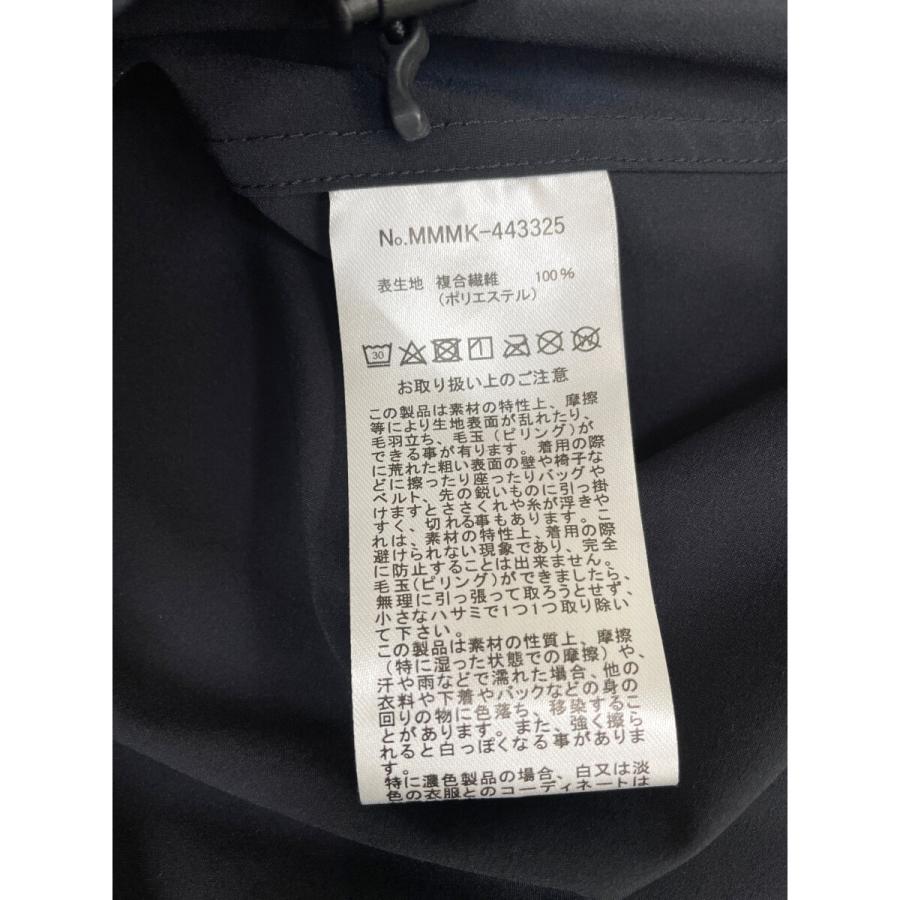 No.MMMK-443325
表生地 複合繊維 100%
(ポリエステル)
30
お取り扱い上のご注意
この製品は素材の特性上、摩擦
等により生地表面が乱れたり、
毛羽立ち、毛玉(ピリング)が
できる事が有ります。着用の際
に荒れた粗い表面の壁や椅子な
どに擦ったり座ったりバッグや
ベルト、先の鋭いものに引っ掛
けますとささくれや糸が浮きや
すく、切れる事もあります。こ
れは、素材の特性上、着用の際
避けられない現象であり、完全
に防止することは出来ません。
毛玉(ピリング)ができましたら、
無理に引っ張って取ろうとせず、
小さなハサミで1つ1つ取り除い
て下さい。
この製品は素材の性質上、摩擦
(特に湿った状態での摩擦)や、
汗や雨などで濡れた場合、他の
衣料や下着やバックなどの身の
回りの物に色落ち、移染するこ
とがあります。また、強く擦ら
れると白っぽくなる事がありま
す。
特に濃色製品の場合、白又は淡
色の衣服とのコーディネートは